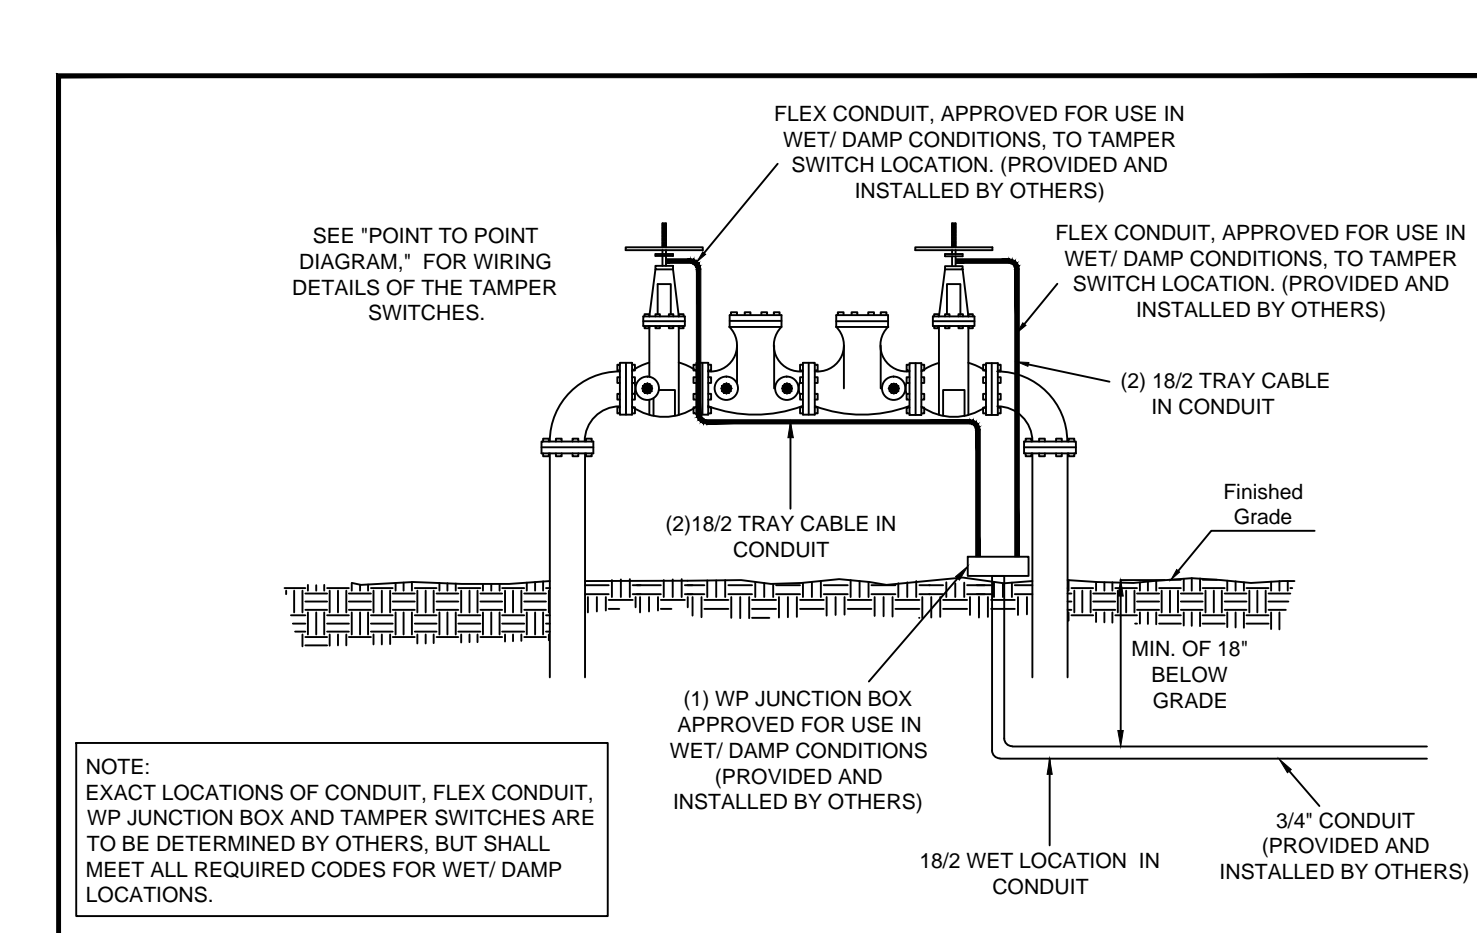 FLEX CONDUIT, APPROVED FOR USE IN
WET/ DAMP CONDITIONS, TO TAMPER
SWITCH LOCATION. (PROVIDED AND
INSTALLED BY OTHERS)
SEE "POINT TO POINT
DIAGRAM," FOR WIRING
DETAILS OF THE TAMPER
SWITCHES.
FLEX CONDUIT, APPROVED FOR USE IN
WET/ DAMP CONDITIONS, TO TAMPER
SWITCH LOCATION. (PROVIDED AND
INSTALLED BY OTHERS)
(2) 18/2 TRAY CABLE
IN CONDUIT
Finished
Grade
(2)18/2 TRAY CABLE IN
CONDUIT
MIN. OF 18"
BELOW
GRADE
(1) WP JUNCTION BOX
APPROVED FOR USE IN
WET/ DAMP CONDITIONS
(PROVIDED AND
INSTALLED BY OTHERS)
NOTE:
EXACT LOCATIONS OF CONDUIT, FLEX CONDUIT,
WP JUNCTION BOX AND TAMPER SWITCHES ARE
TO BE DETERMINED BY OTHERS, BUT SHALL
MEET ALL REQUIRED CODES FOR WET/ DAMP
LOCATIONS.
18/2 WET LOCATION IN
CONDUIT
3/4" CONDUIT
(PROVIDED AND
INSTALLED BY OTHERS)